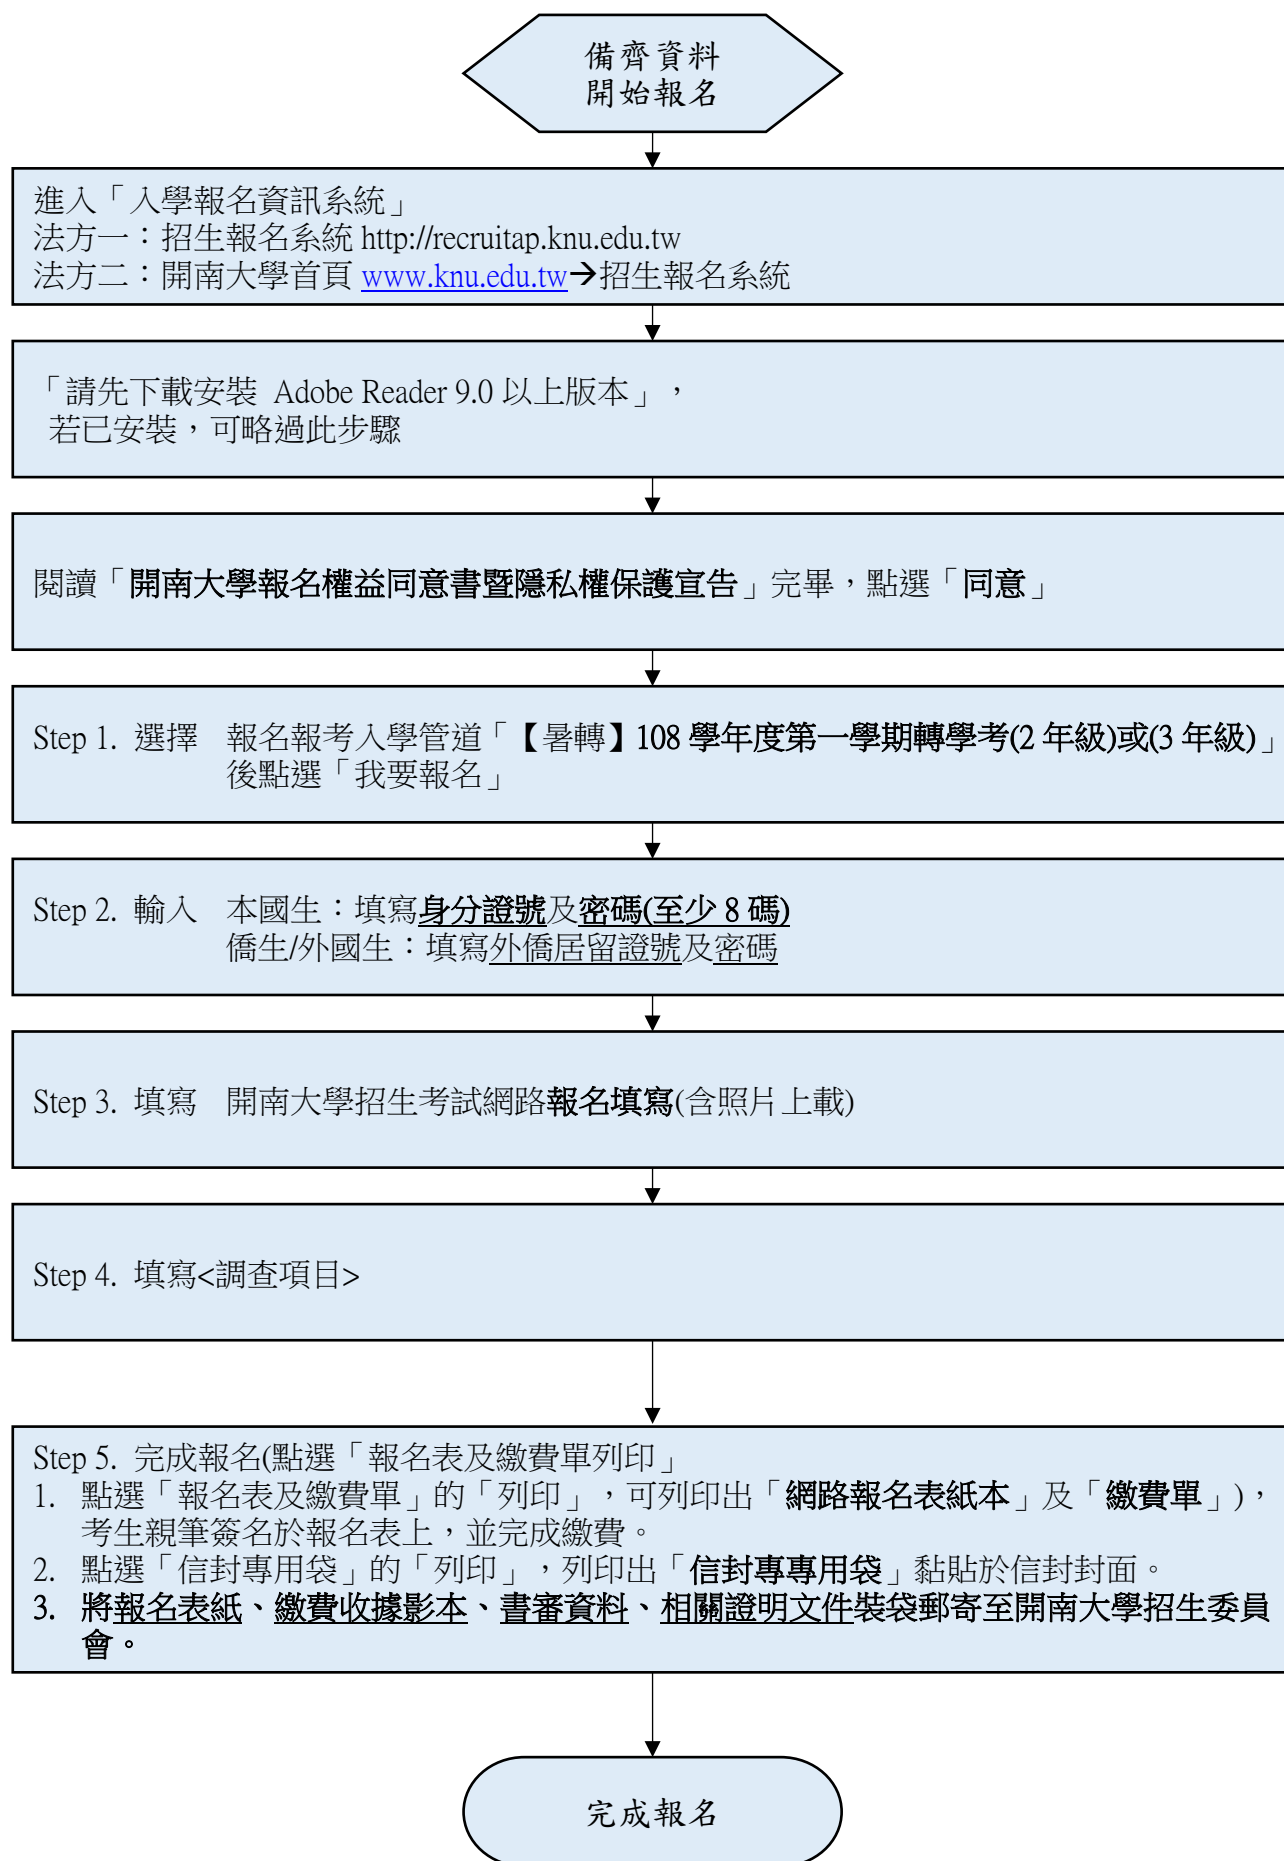 備齊資料
開始報名
進入「入學報名資訊系統」
法方一：招生報名系統 http://recruitap.knu.edu.tw
法方二：開南大學首頁 www.knu.edu.tw→招生報名系統
「請先下載安裝 Adobe Reader 9.0 以上版本」，
若已安裝，可略過此步驟
閱讀「開南大學報名權益同意書暨隱私權保護宣告」完畢，點選「同意」
Step 1. 選擇 報名報考入學管道「【暑轉】108 學年度第一學期轉學考(2 年級)或(3 年級)」
後點選「我要報名」
Step 2. 輸入 本國生：填寫身分證號及密碼(至少 8 碼)
僑生/外國生：填寫外僑居留證號及密碼
Step 3. 填寫 開南大學招生考試網路報名填寫(含照片上載)
Step 4. 填寫<調查項目>
Step 5. 完成報名(點選「報名表及繳費單列印」
1. 點選「報名表及繳費單」的「列印」，可列印出「網路報名表紙本」及「繳費單」)，
考生親筆簽名於報名表上，並完成繳費。
2. 點選「信封專用袋」的「列印」，列印出「信封專專用袋」黏貼於信封封面。
3. 將報名表紙、繳費收據影本、書審資料、相關證明文件裝袋郵寄至開南大學招生委員
會。
完成報名